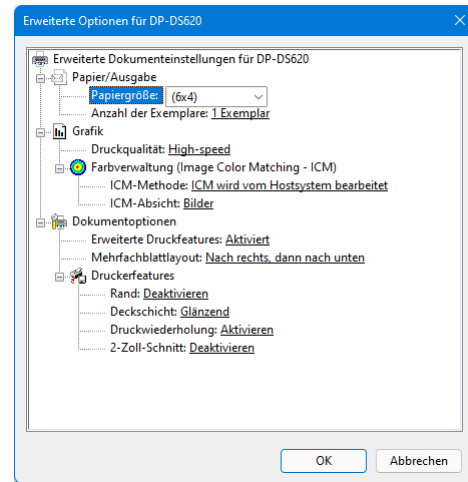 Erweiterte Optionen für DP-DS620
Erweiterte Dokumenteinstellungen für DP-DS620
Papier/Ausgabe
Papiergröße: (6x4)
Anzahl der Exemplare: 1 Exemplar
Grafik
Druckqualität: High-speed
Farbverwaltung (Image Color Matching - ICM)
ICM-Methode: ICM wird vom Hostsystem bearbeitet
ICM-Absicht: Bilder
Dokumentoptionen
Erweiterte Druckfeatures: Aktiviert
Mehrfachblattlayout: Nach rechts, dann nach unten
Druckerfeatures
Rand: Deaktivieren
Deckschicht: Glänzend
Druckwiederholung: Aktivieren
2-Zoll-Schnitt: Deaktivieren
OK Abbrechen